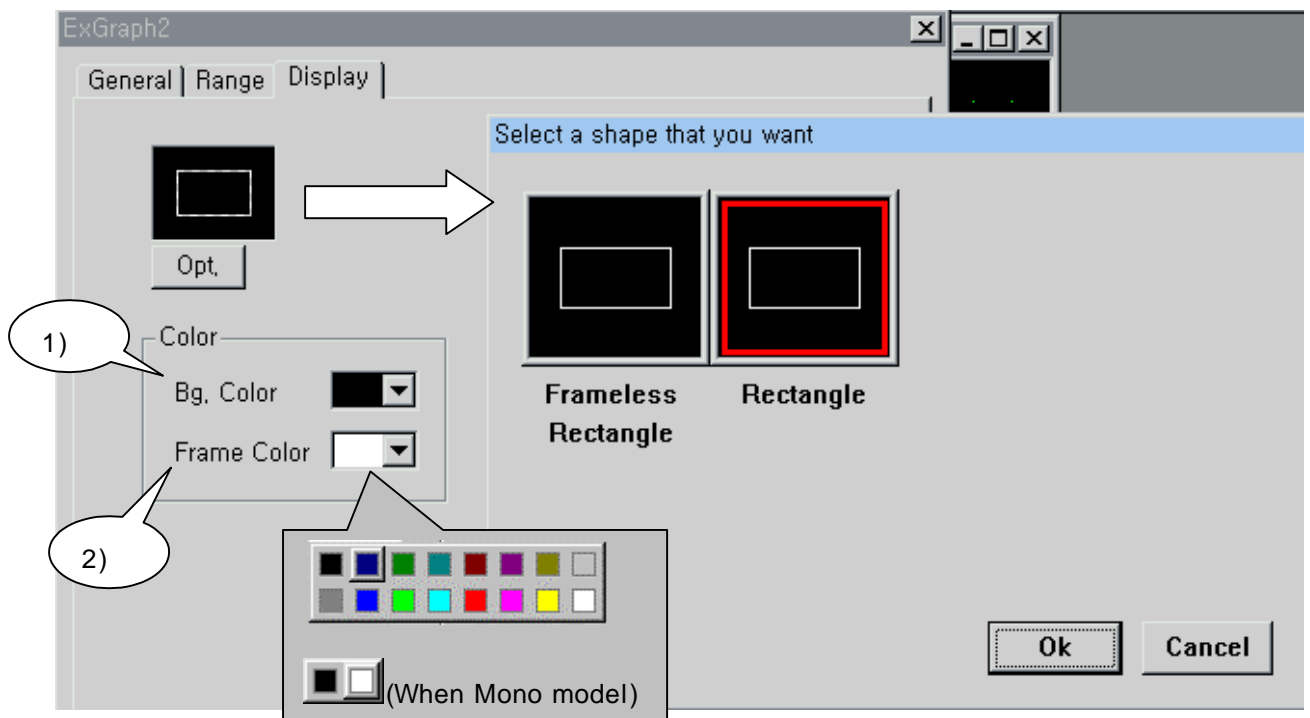 ExGraph2
General Range Display
Select a shape that you want
Opt,
Frameless
Rectangle
Rectangle
1)
Color
Bg, Color
Frame Color
2)
(When Mono model)
Ok Cancel